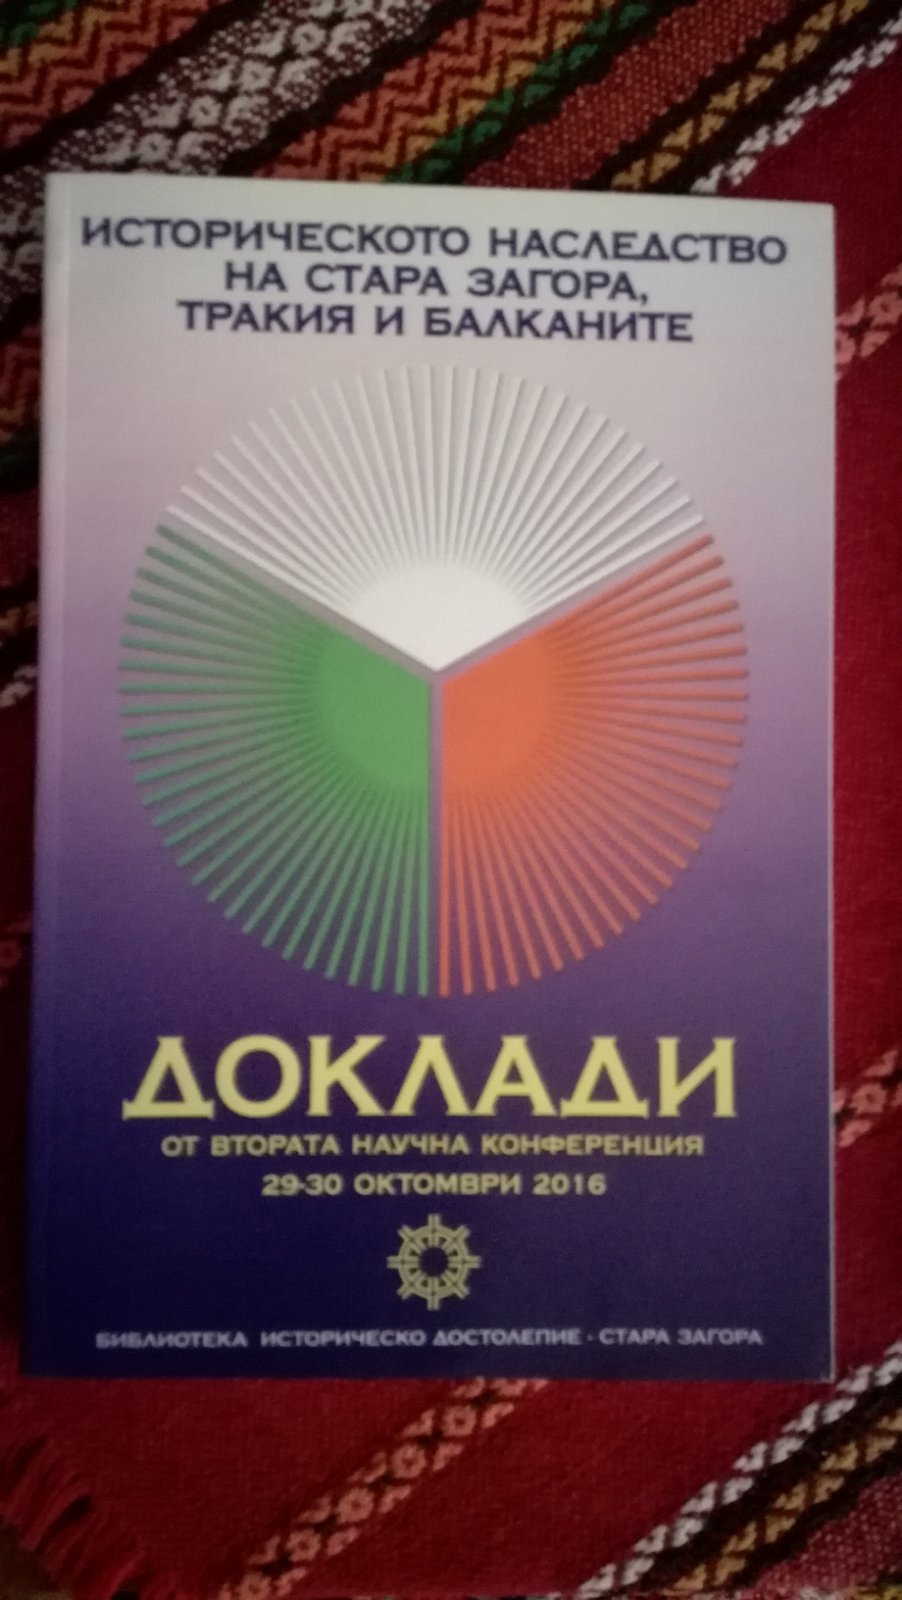 ИСТОРИЧЕСКОТО НАСЛЕДСТВО
НА СТАРА ЗАГОРА,
ТРАКИЯ И БАЛКАНИТЕ
ДОКЛАДИ
ОТ ВТОРАТА НАУЧНА КОНФЕРЕНЦИЯ
29-30 ОКТОМВРИ 2016
БИБЛИОТЕКА ИСТОРИЧЕСКО ДОСТОЛЕПИЕ · СТАРА ЗАГОРА